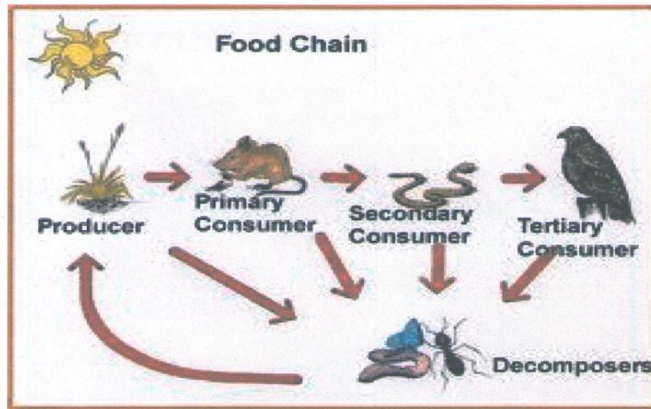 Food Chain
Producer
Primary
Consumer
Secondary
Consumer
Tertiary
Consumer
Decomposers